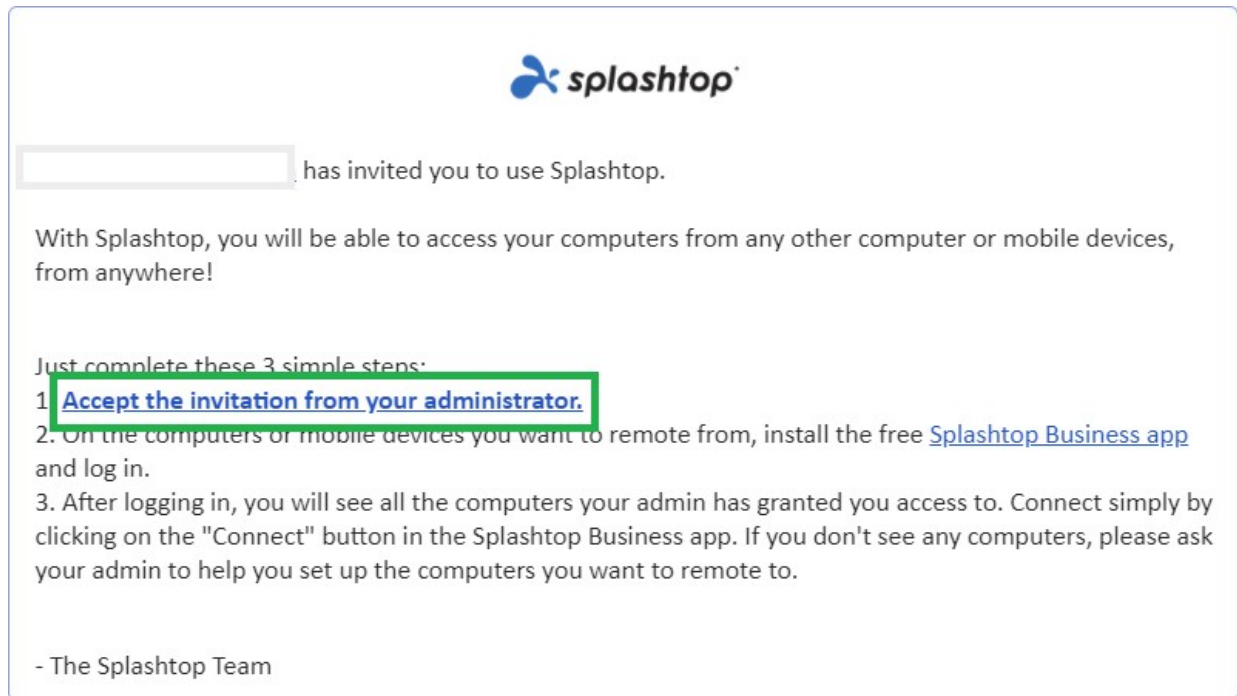 splashtop
has invited you to use Splashtop.
With Splashtop, you will be able to access your computers from any other computer or mobile devices,
from anywhere!
Just complete these 3 simple steps:
1 Accept the invitation from your administrator.
2. On the computers or mobile devices you want to remote from, install the free Splashtop Business app
and log in.
3. After logging in, you will see all the computers your admin has granted you access to. Connect simply by
clicking on the "Connect" button in the Splashtop Business app. If you don't see any computers, please ask
your admin to help you set up the computers you want to remote to.
- The Splashtop Team